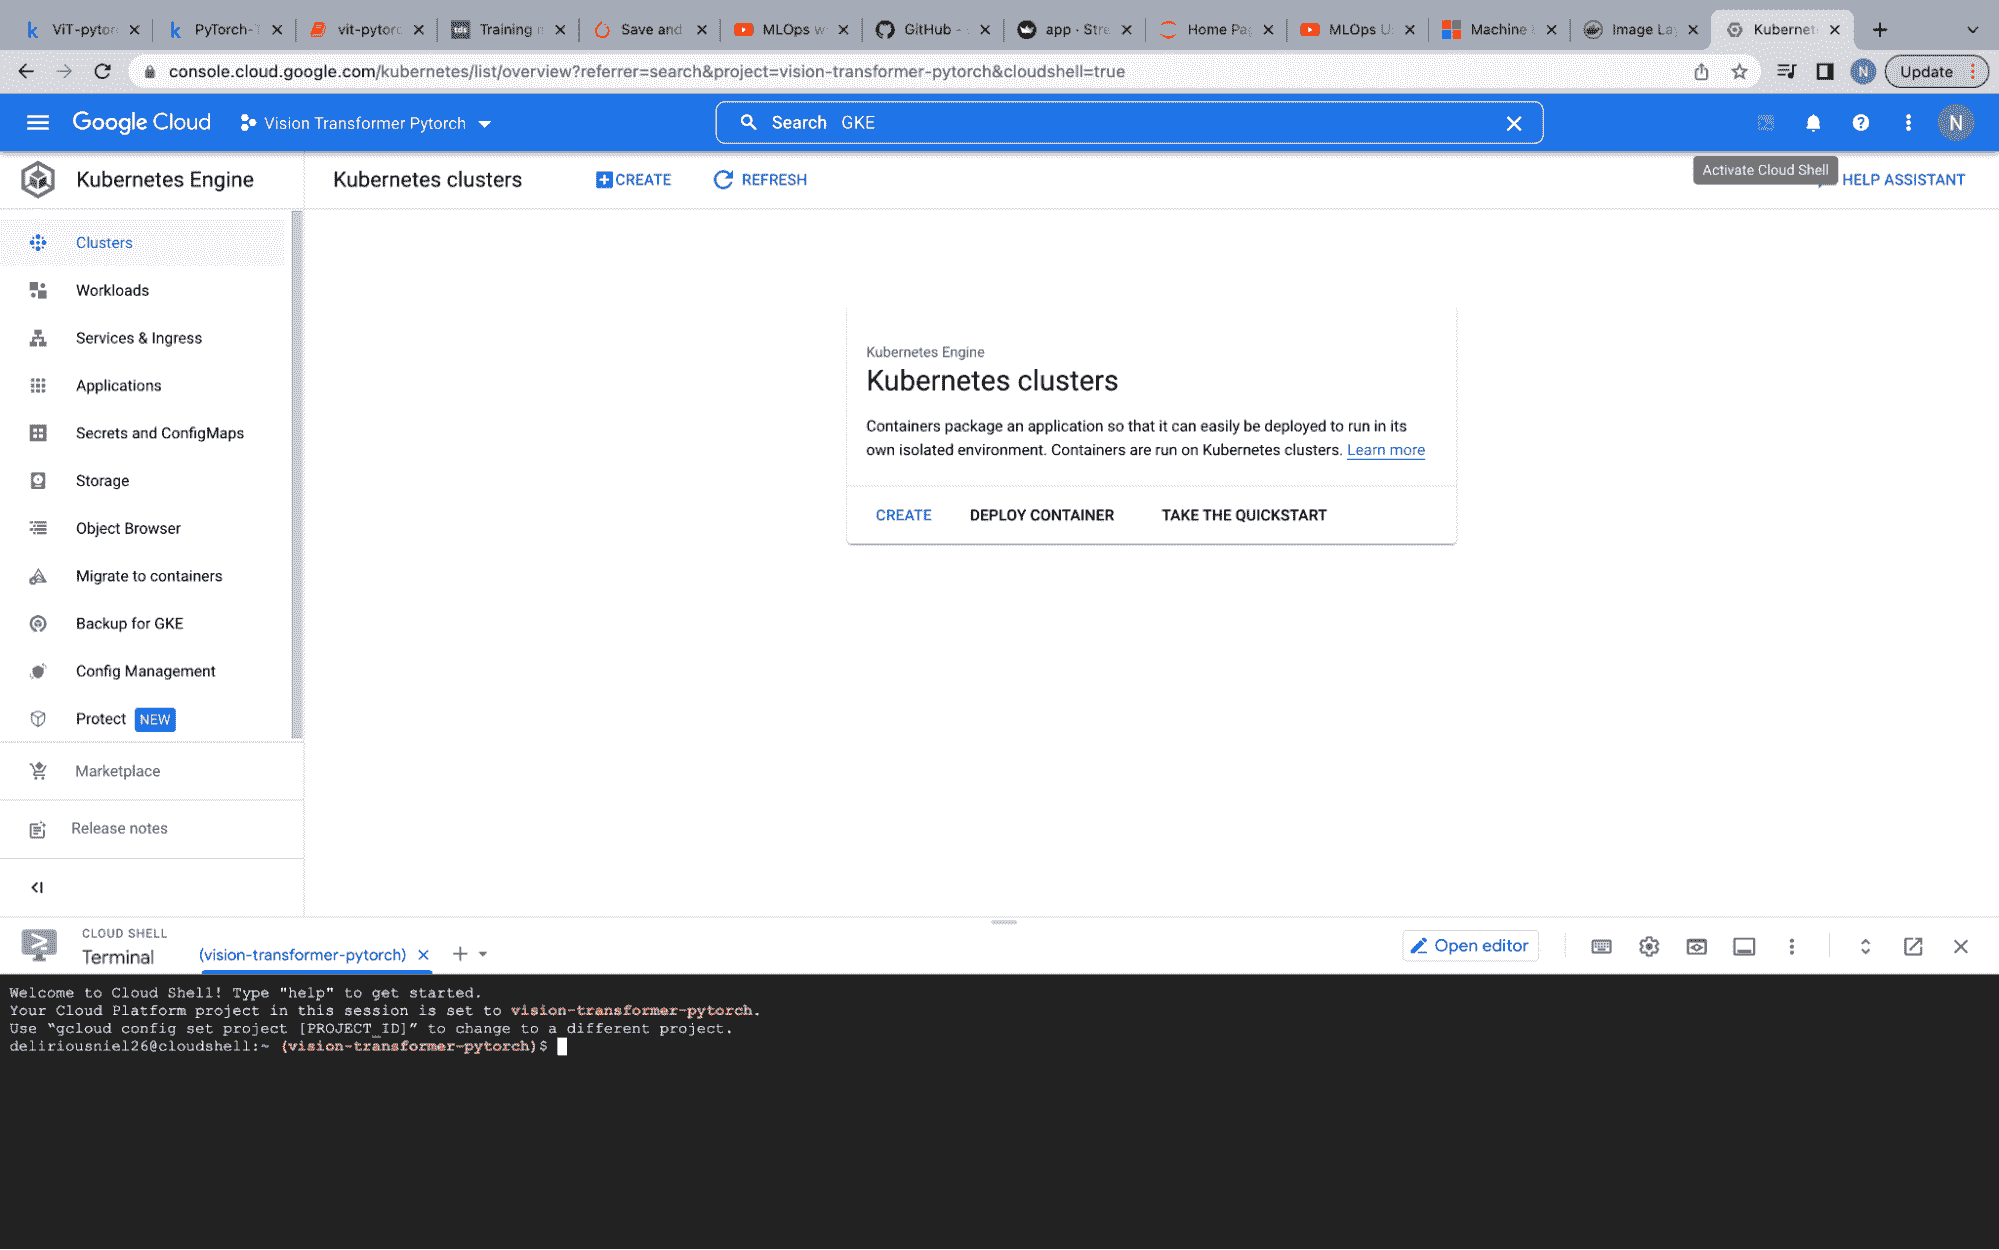 ViT-pytor
PyTorch-
vit-pytorc
Training
Save and
MLOps w
GitHub -
app · Stre
Home Pag
MLOps U
Machine
Image La
Kubernet
console.cloud.google.com/kubernetes/list/overview?referrer=search&project=vision-transformer-pytorch&cloudshell=true
N
Update
Google Cloud
Vision Transformer Pytorch
Search GKE
N
Kubernetes Engine
Kubernetes clusters
CREATE
REFRESH
Activate Cloud Shell
HELP ASSISTANT
Clusters
Workloads
Services & Ingress
Applications
Secrets and ConfigMaps
Storage
Object Browser
Migrate to containers
Backup for GKE
Config Management
Protect NEW
Marketplace
Release notes
Kubernetes Engine
Kubernetes clusters
Containers package an application so that it can easily be deployed to run in its
own isolated environment. Containers are run on Kubernetes clusters. Learn more
CREATE
DEPLOY CONTAINER
TAKE THE QUICKSTART
CLOUD SHELL
Terminal
(vision-transformer-pytorch)
Open editor
Welcome to Cloud Shell! Type "help" to get started.
Your Cloud Platform project in this session is set to vision-transformer-pytorch.
Use “gcloud config set project [PROJECT_ID]” to change to a different project.
deliriousniel26@cloudshell:~ (vision-transformer-pytorch)$